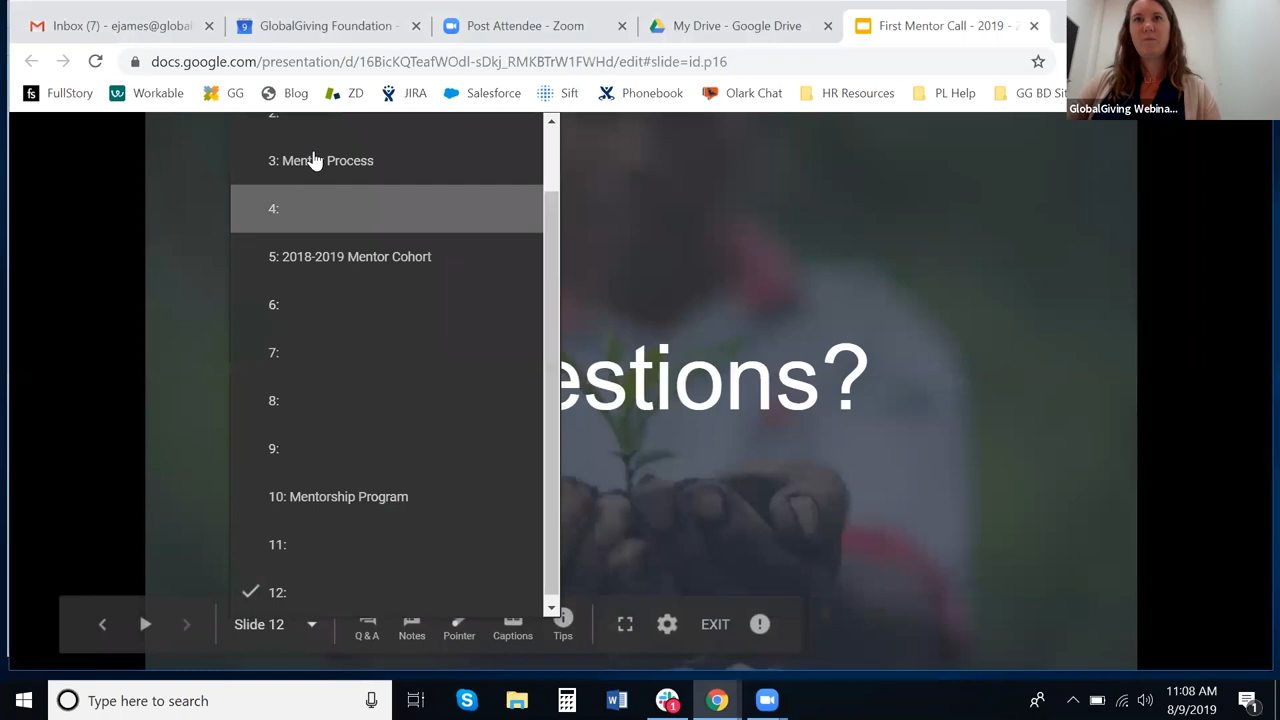 Inbox (7) - ejames@global
GlobalGiving Foundation -
Post Attendee - Zoom
My Drive - Google Drive
First Mentor Call - 2019 -
docs.google.com/presentation/d/16BicKQTeafWOdI-sDkj_RMKBTrW1FWHd/edit#slide=id.p16
FullStory
Workable
GG
Blog
ZD
JIRA
Salesforce
Sift
Phonebook
Olark Chat
HR Resources
PL Help
GG BD Sit
GlobalGiving Webina...
2:
3: Mentor Process
4:
5: 2018-2019 Mentor Cohort
6:
7:
8:
9:
10: Mentorship Program
11:
12:
estions?
Slide 12
Q & A
Notes
Pointer
Captions
Tips
EXIT
Type here to search
11:08 AM
8/9/2019